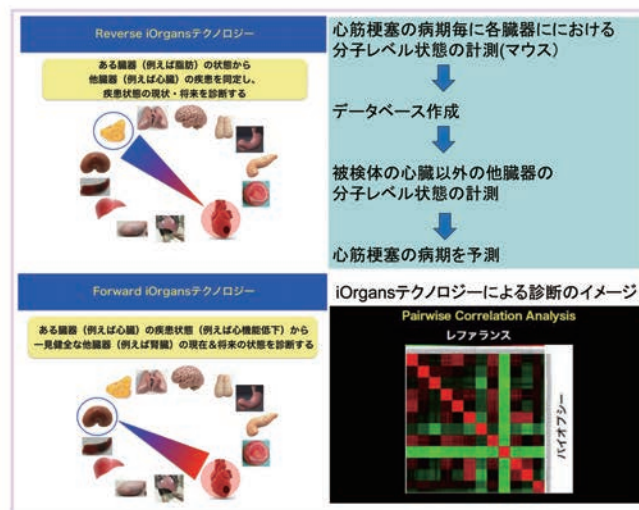 Reverse iOrgansテクノロジー
ある臓器（例えば脂肪）の状態から
他臓器（例えば心臓）の疾患を同定し、
疾患状態の現状・将来を診断する
心筋梗塞の病期毎に各臓器ににおける
分子レベル状態の計測(マウス)
データベース作成
被検体の心臓以外の他臓器の
分子レベル状態の計測
心筋梗塞の病期を予測
Forward iOrgansテクノロジー
ある臓器（例えば心臓）の疾患状態（例えば心機能低下）から
一見健全な他臓器（例えば腎臓）の現在&将来の状態を診断する
iOrgansテクノロジーによる診断のイメージ
Pairwise Correlation Analysis
レファランス
バイオプシー